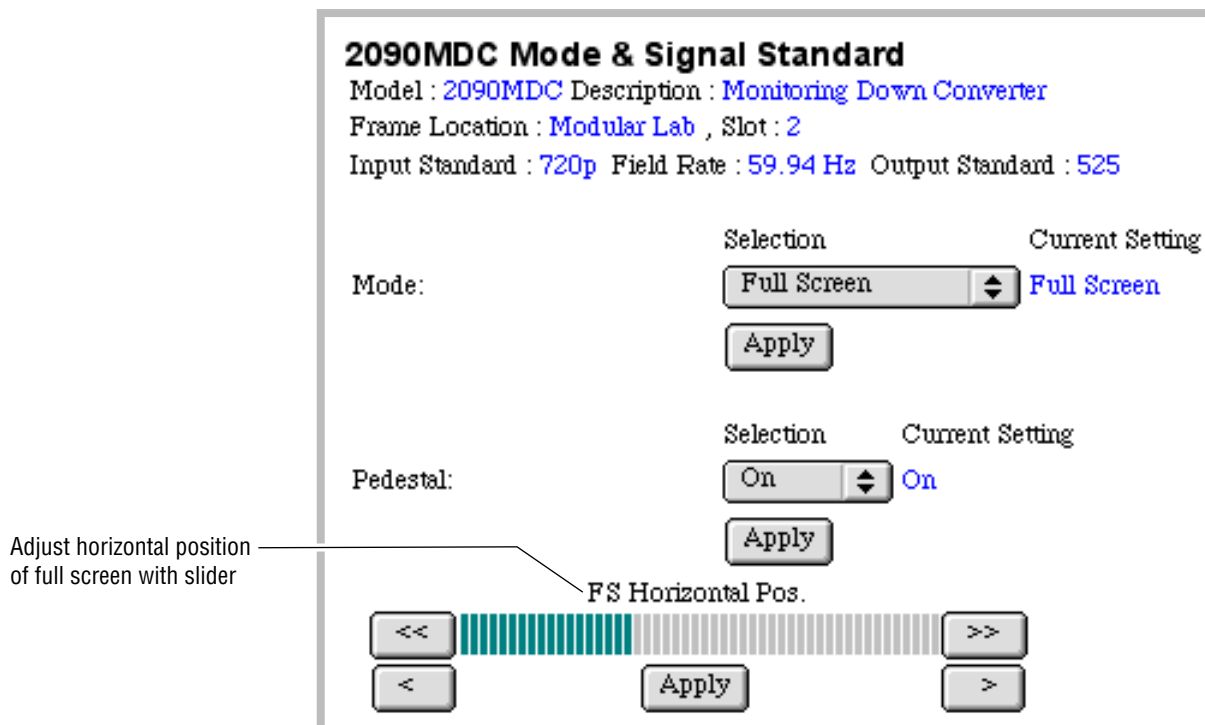 2090MDC Mode & Signal Standard
Model : 2090MDC Description : Monitoring Down Converter
Frame Location : Modular Lab , Slot : 2
Input Standard : 720p Field Rate : 59.94 Hz Output Standard : 525
Selection Current Setting
Mode: Full Screen Full Screen
Apply
Selection Current Setting
Pedestal: On On
Apply
Adjust horizontal position
of full screen with slider
FS Horizontal Pos.
<< >>
< Apply >